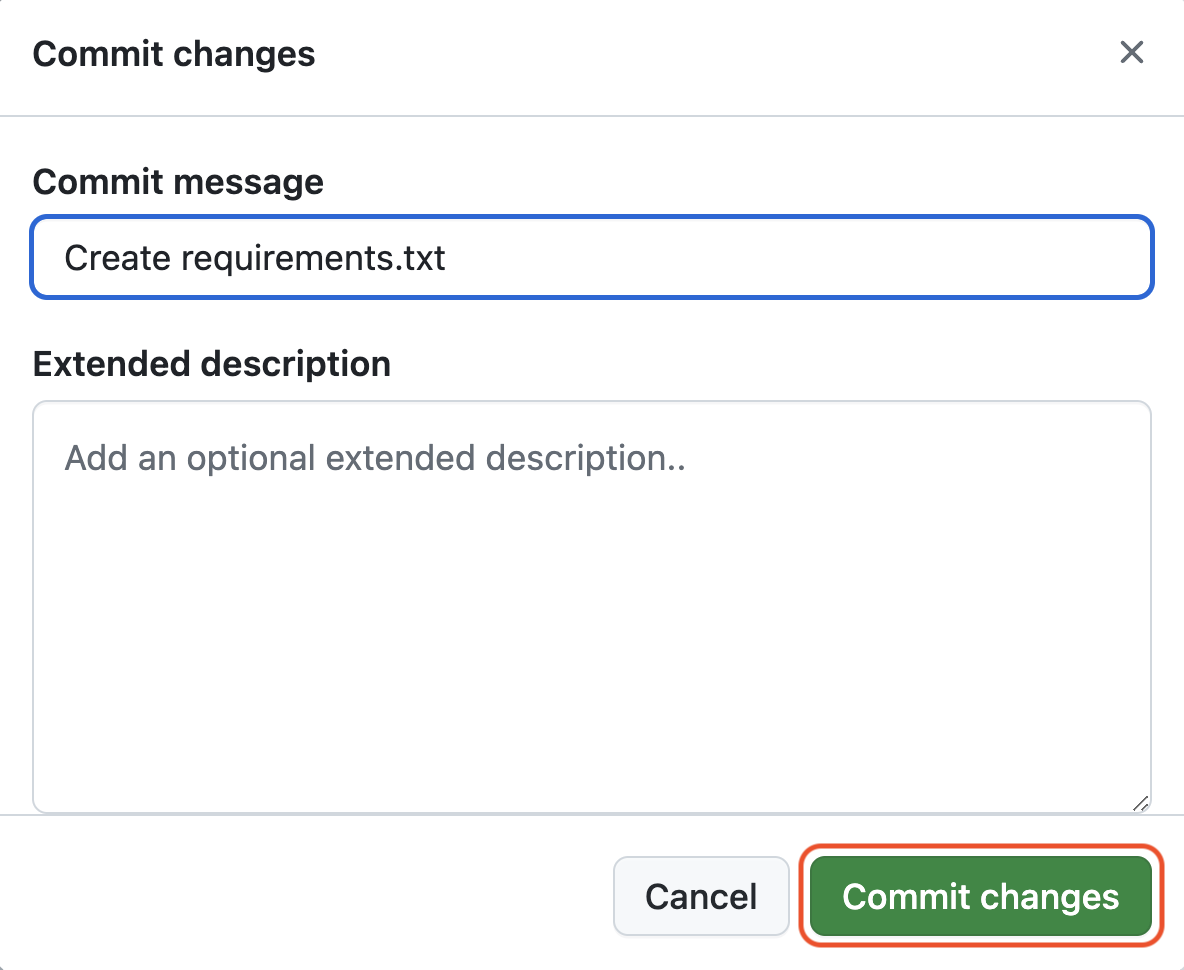 Commit changes
Commit message
Create requirements.txt
Extended description
Add an optional extended description..
Cancel
Commit changes